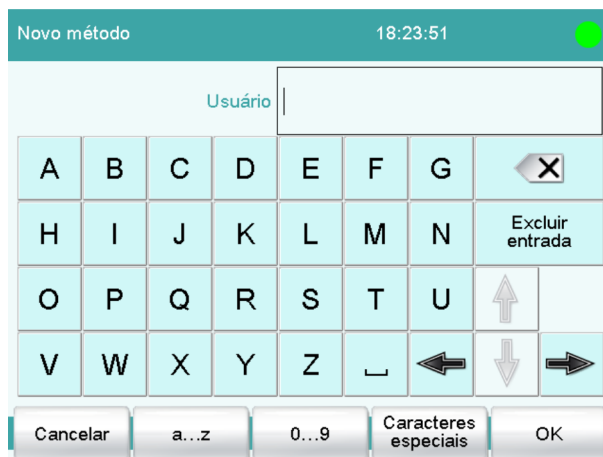 Novo método 18:23:51
Usuário
A B C D E F G
H I J K L M N Excluir entrada
O P Q R S T U
V W X Y Z
Cancelar a...z 0...9 Caracteres especiais OK